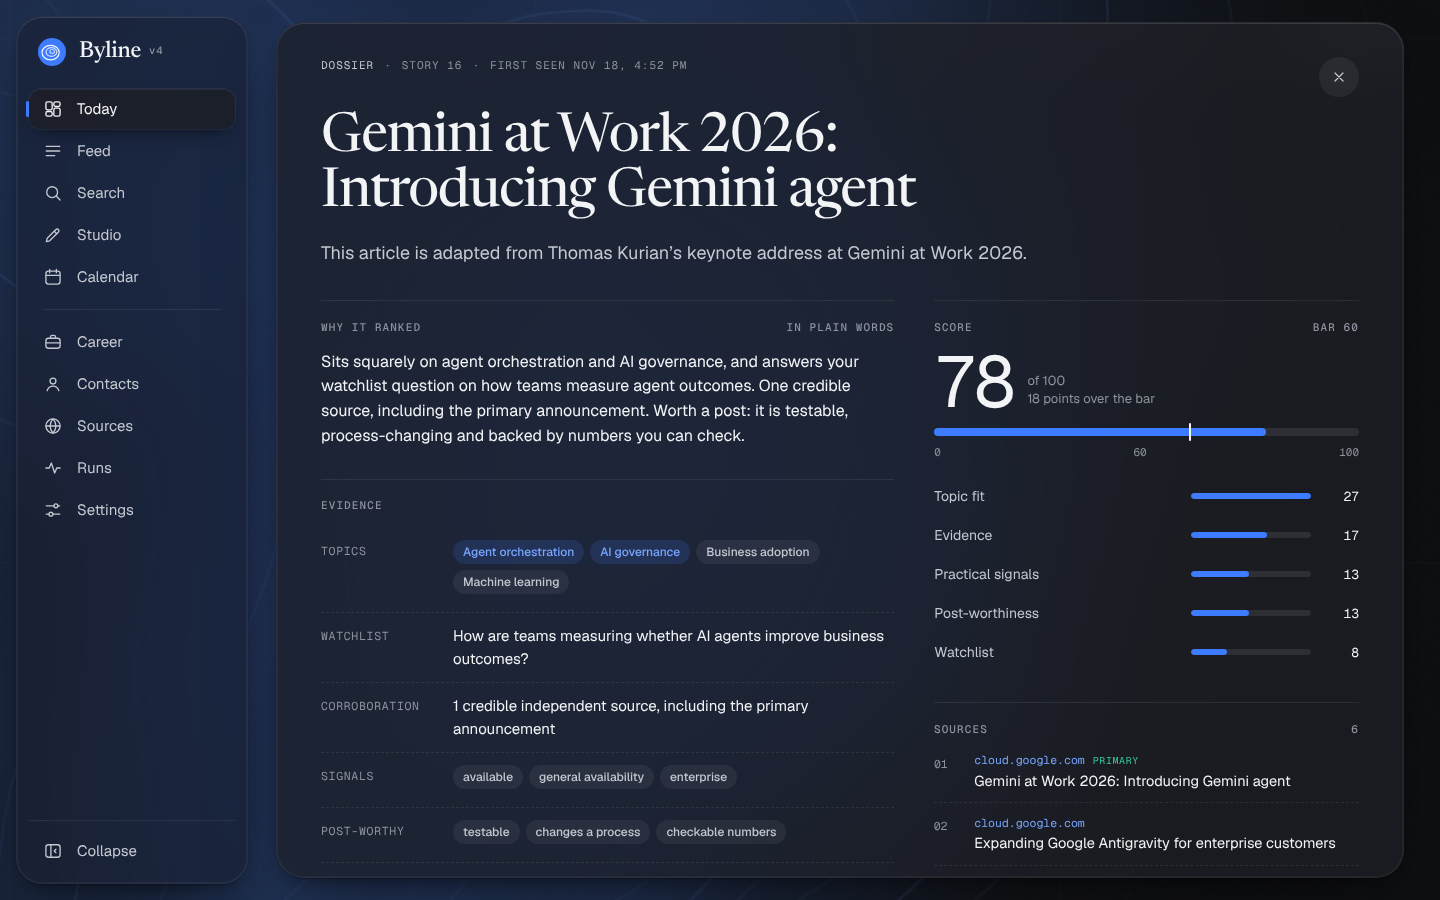 Byline v4
Today
Feed
Search
Studio
Calendar
Career
Contacts
Sources
Runs
Settings
Collapse
DOSSIER · STORY 16 · FIRST SEEN NOV 18, 4:52 PM
Gemini at Work 2026:
Introducing Gemini agent
This article is adapted from Thomas Kurian’s keynote address at Gemini at Work 2026.
WHY IT RANKED IN PLAIN WORDS
Sits squarely on agent orchestration and AI governance, and answers your
watchlist question on how teams measure agent outcomes. One credible
source, including the primary announcement. Worth a post: it is testable,
process-changing and backed by numbers you can check.
EVIDENCE
TOPICS Agent orchestration AI governance Business adoption
Machine learning
WATCHLIST How are teams measuring whether AI agents improve business
outcomes?
CORROBORATION 1 credible independent source, including the primary
announcement
SIGNALS available general availability enterprise
POST-WORTHY testable changes a process checkable numbers
SCORE BAR 60
78 of 100
18 points over the bar
0 60 100
Topic fit 27
Evidence 17
Practical signals 13
Post-worthiness 13
Watchlist 8
SOURCES 6
01 cloud.google.com PRIMARY
Gemini at Work 2026: Introducing Gemini agent
02 cloud.google.com
Expanding Google Antigravity for enterprise customers